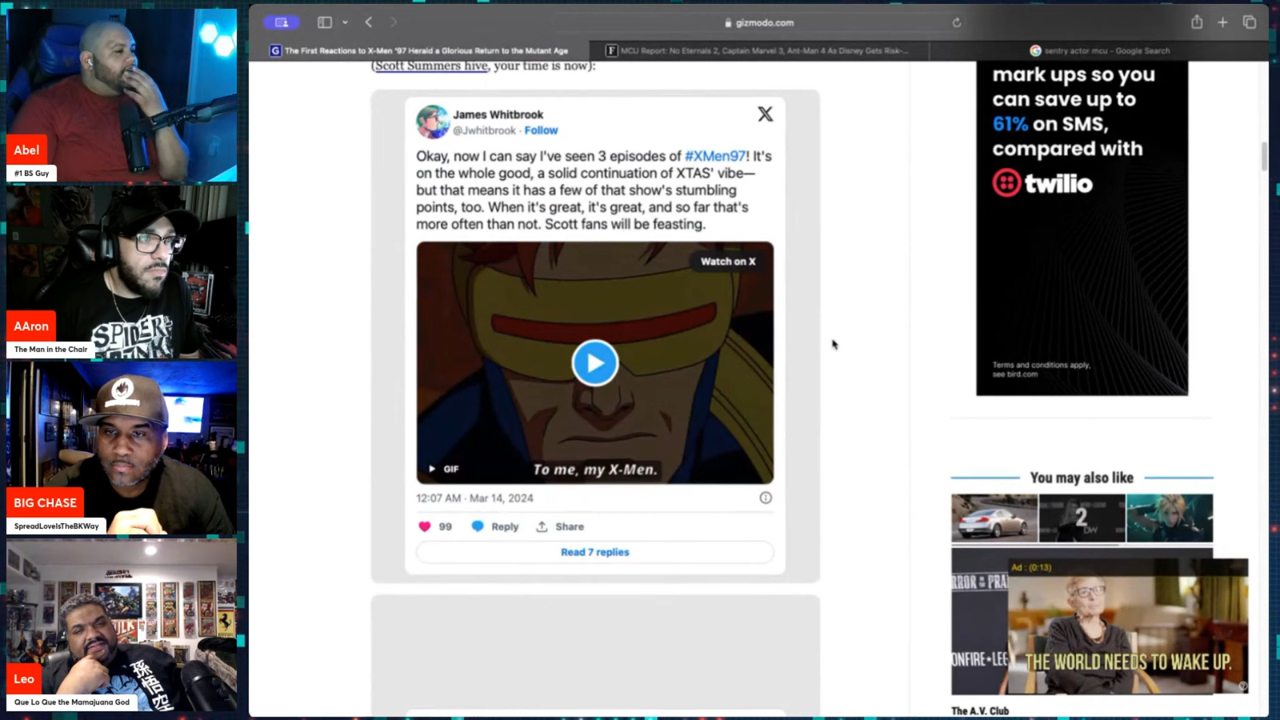 Abel
#1 BS Guy
AAron
The Man in the Chair
BIG CHASE
SpreadLoveIsTheBKWay
Leo
Que Lo Que the Mamajuana God
gizmodo.com
The First Reactions to X-Men '97 Herald a Glorious Return to the Mutant Age
MCU Report: No Eternals 2, Captain Marvel 3, Ant-Man 4 As Disney Gets Risk-...
sentry actor mcu - Google Search
(Scott Summers hive, your time is now):
James Whitbrook
@Jwhitbrook · Follow
Okay, now I can say I've seen 3 episodes of #XMen97! It's
on the whole good, a solid continuation of XTAS' vibe—
but that means it has a few of that show's stumbling
points, too. When it's great, it's great, and so far that's
more often than not. Scott fans will be feasting.
Watch on X
GIF
To me, my X-Men.
12:07 AM · Mar 14, 2024
99 Reply Share
Read 7 replies
mark ups so you
can save up to
61% on SMS,
compared with
twilio
Terms and conditions apply,
see bird.com
You may also like
2
Ad : (0:13)
ONFIRE+LEE
THE WORLD NEEDS TO WAKE UP.
The A.V. Club